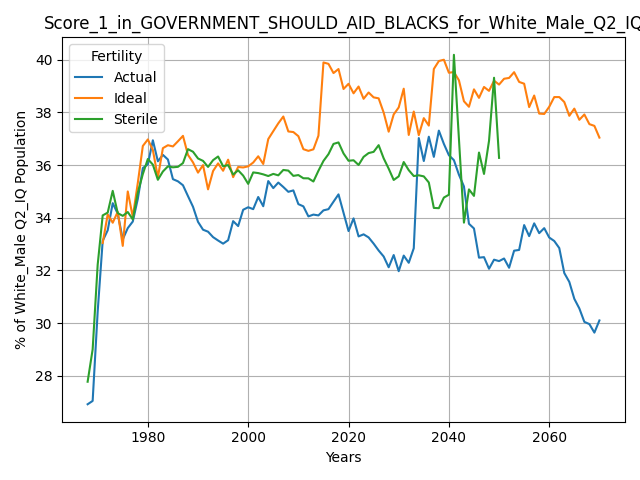 Score_1_in_GOVERNMENT_SHOULD_AID_BLACKS_for_White_Male_Q2_IQ
Fertility
Actual
Ideal
Sterile
% of White_Male Q2_IQ Population
40
38
36
34
32
30
28
1980
2000
2020
2040
2060
Years